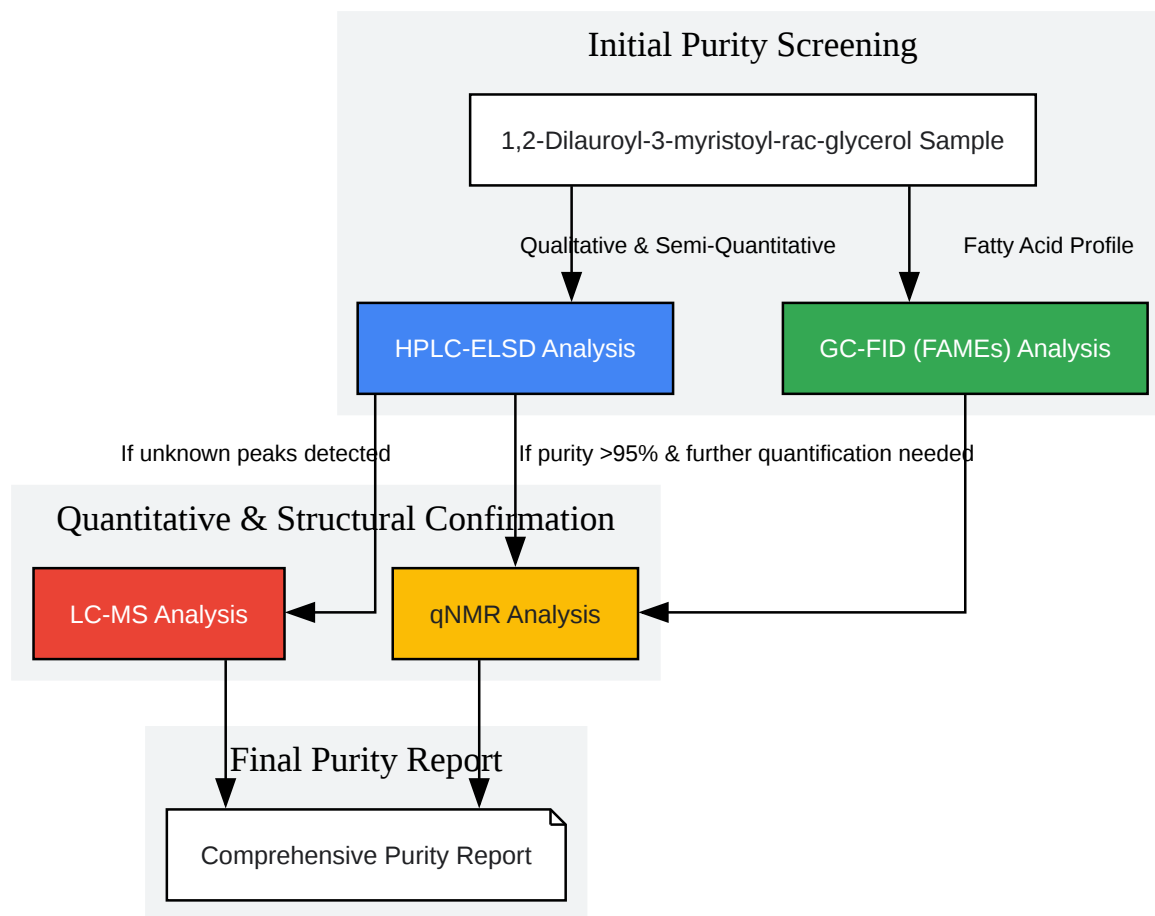 Initial Purity Screening
1,2-Dilauroyl-3-myristoyl-rac-glycerol Sample
Qualitative & Semi-Quantitative
Fatty Acid Profile
HPLC-ELSD Analysis
GC-FID (FAMEs) Analysis
If unknown peaks detected
If purity >95% & further quantification needed
Quantitative & Structural Confirmation
LC-MS Analysis
qNMR Analysis
Final Purity Report
Comprehensive Purity Report